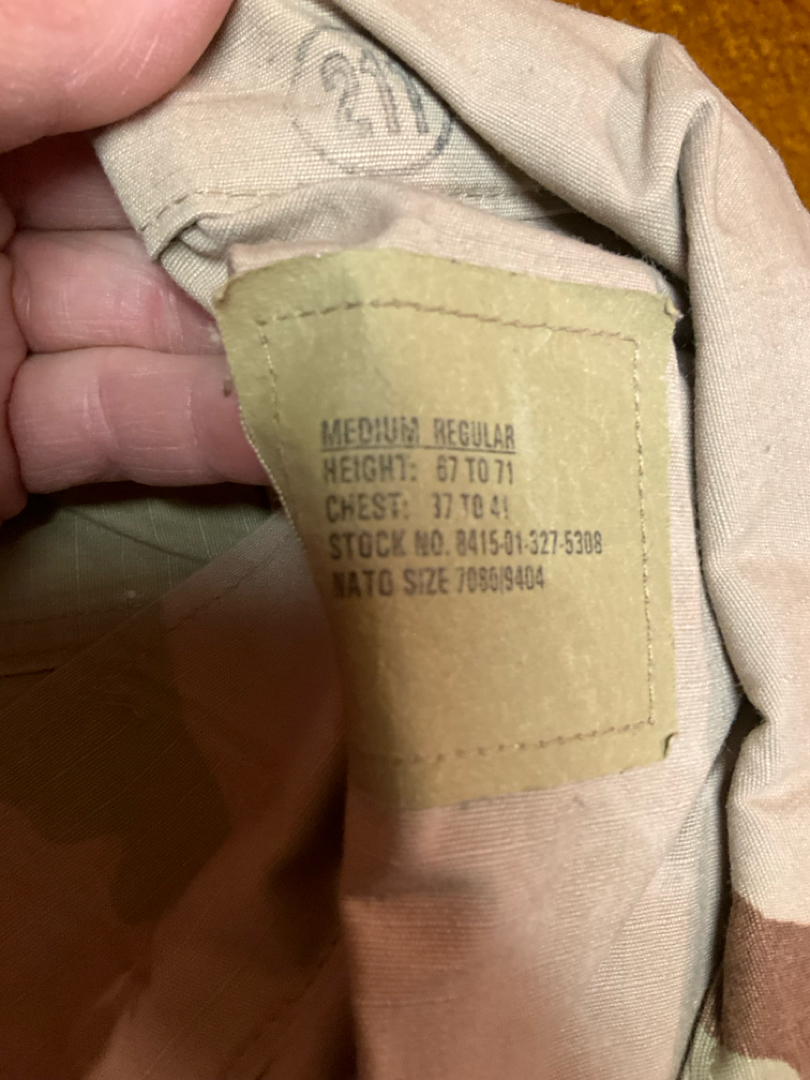 27
MEDIUM REGULAR
HEIGHT: 67 TO 71
CHEST: 37 TO 41
STOCK NO. 8415-01-327-5308
NATO SIZE 7080/9404